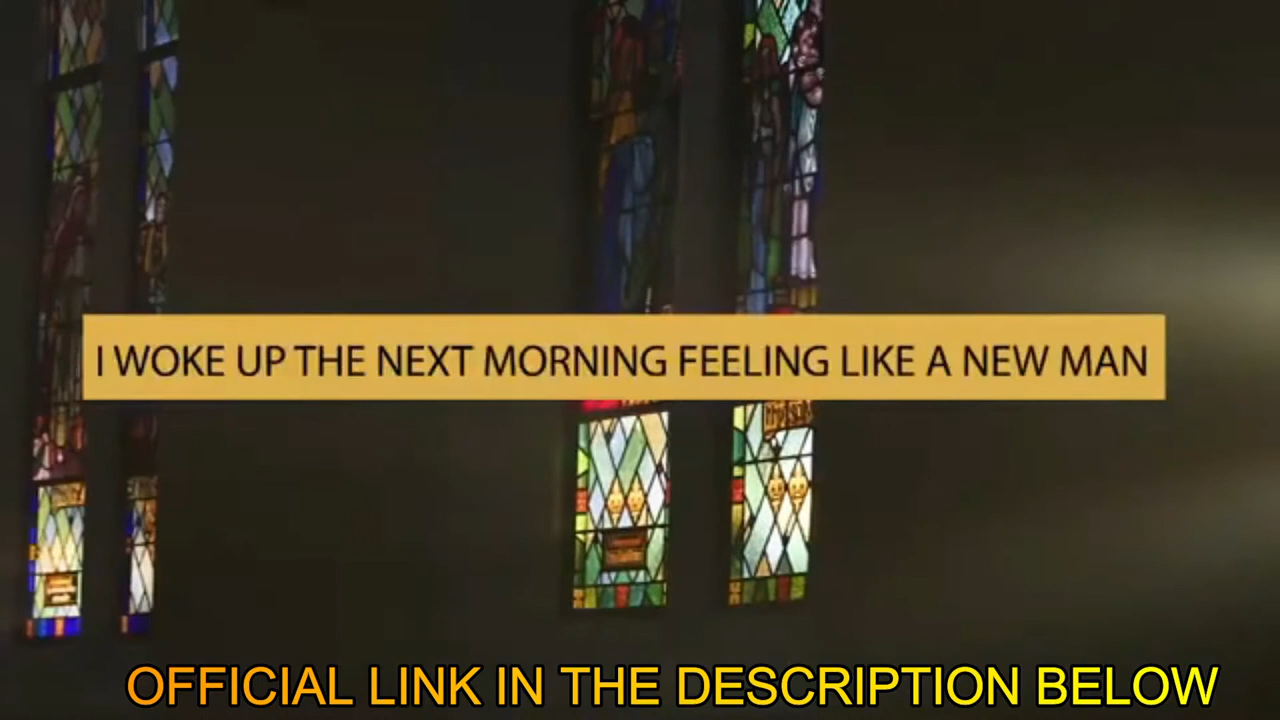 I WOKE UP THE NEXT MORNING FEELING LIKE A NEW MAN
OFFICIAL LINK IN THE DESCRIPTION BELOW